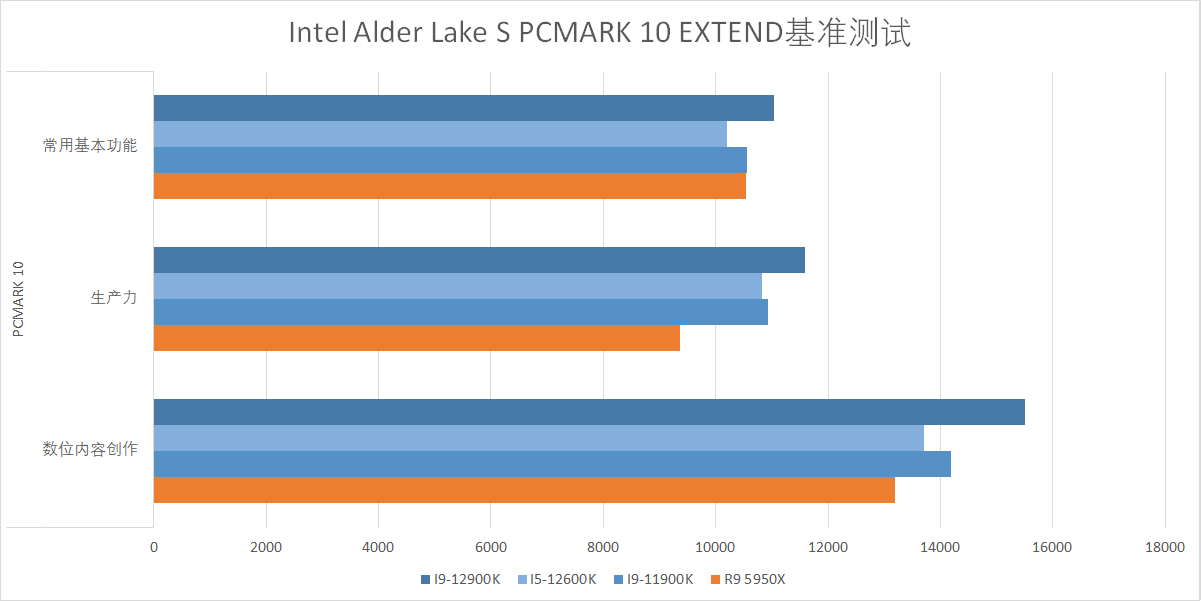 Intel Alder Lake S PCMARK 10 EXTEND基准测试
常用基本功能
生产力
数位内容创作
PCMARK 10
0 2000 4000 6000 8000 10000 12000 14000 16000 18000
I9-12900K I5-12600K I9-11900K R9 5950X